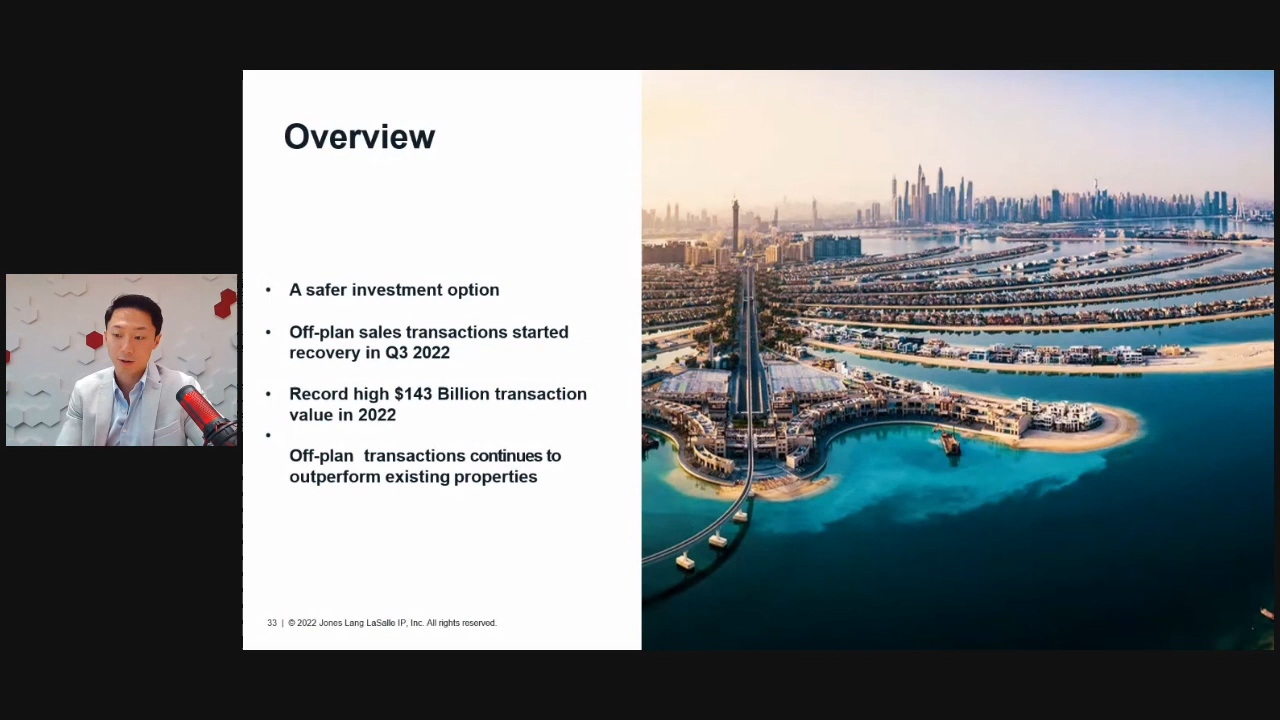 Overview
• A safer investment option
• Off-plan sales transactions started
recovery in Q3 2022
• Record high $143 Billion transaction
value in 2022
•
Off-plan transactions continues to
outperform existing properties
33 | © 2022 Jones Lang LaSalle IP, Inc. All rights reserved.